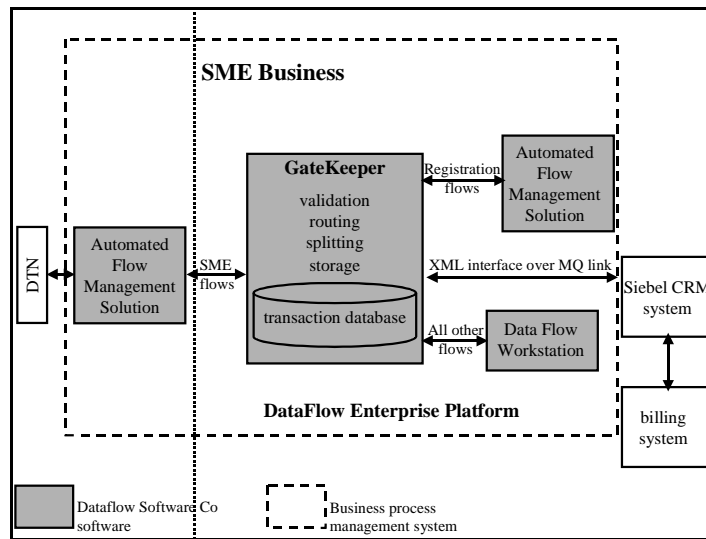 SME Business
GateKeeper
validation
routing
splitting
storage
transaction database
Registration
flows
Automated
Flow
Management
Solution
DTN
Automated
Flow
Management
Solution
SME
flows
XML interface over MQ link
Siebel CRM
system
All other
flows
Data Flow
Workstation
DataFlow Enterprise Platform
billing
system
Dataflow Software Co
software
Business process
management system